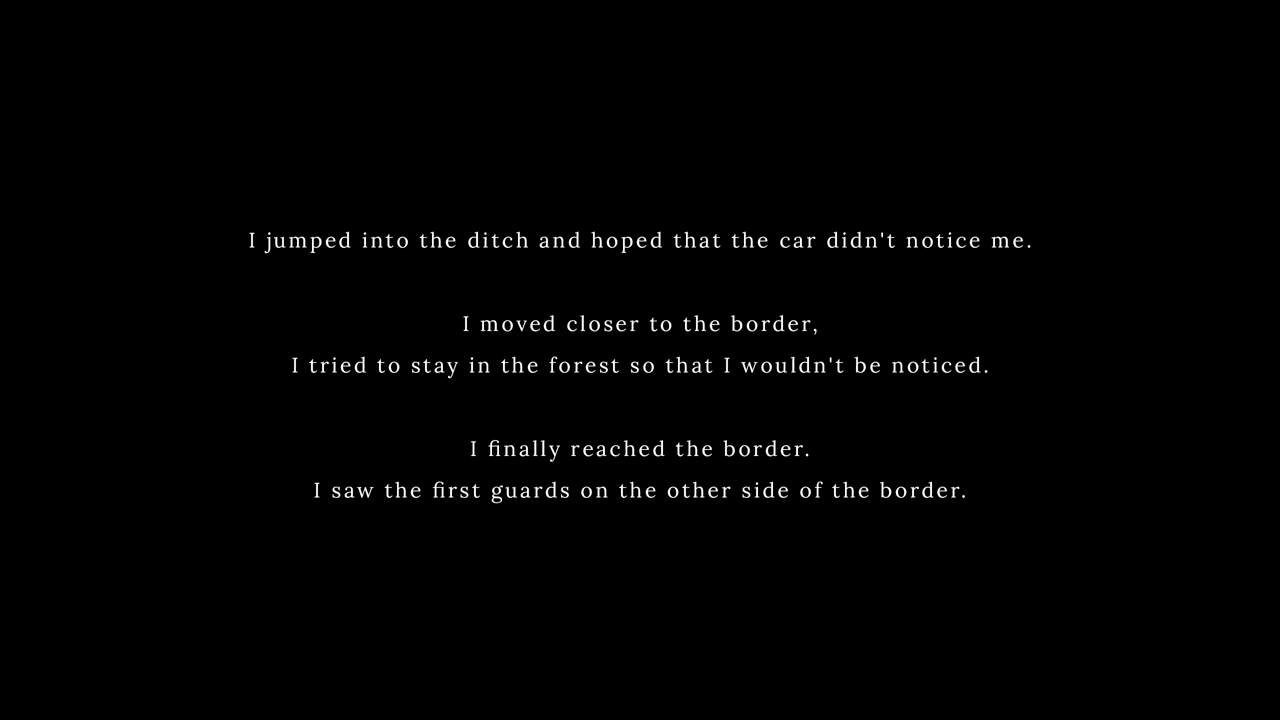 I jumped into the ditch and hoped that the car didn't notice me.
I moved closer to the border,
I tried to stay in the forest so that I wouldn't be noticed.
I finally reached the border.
I saw the first guards on the other side of the border.